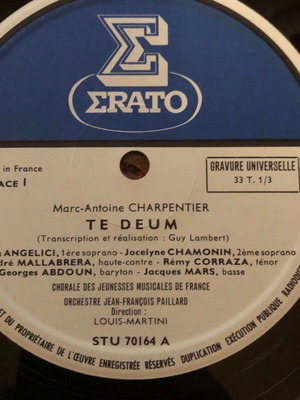 ΣRATO
in France
FACE I
GRAVURE UNIVERSELLE
33 T. 1/3
Marc-Antoine CHARPENTIER
TE DEUM
(Transcription et réalisation : Guy Lambert)
ANGELICI, 1ère soprano - Jocelyne CHAMONIN, 2ème soprano
dré MALLABRERA, haute-contre - Rémy CORRAZA, ténor
Georges ABDOUN, baryton - Jacques MARS, basse
CHORALE DES JEUNESSES MUSICALES DE FRANCE
ORCHESTRE JEAN-FRANÇOIS PAILLARD
Direction :
LOUIS-MARTINI
STU 70164 A
ET DU PROPRIÉTAIRE DE L'ŒUVRE ENREGISTRÉE RÉSERVÉS DUPLICATION EXÉCUTION PUBLIQUE RADIODI